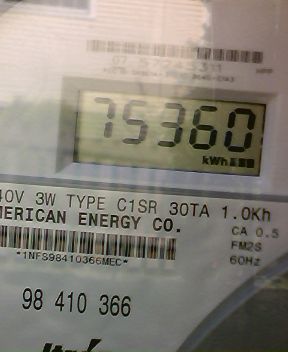 75360
kWh
40V 3W TYPE C1SR 30TA 1.0Kh
MERICAN ENERGY CO.
CA 0.5
FM2S
60Hz
*1NFS98410366MEC*
98 410 366